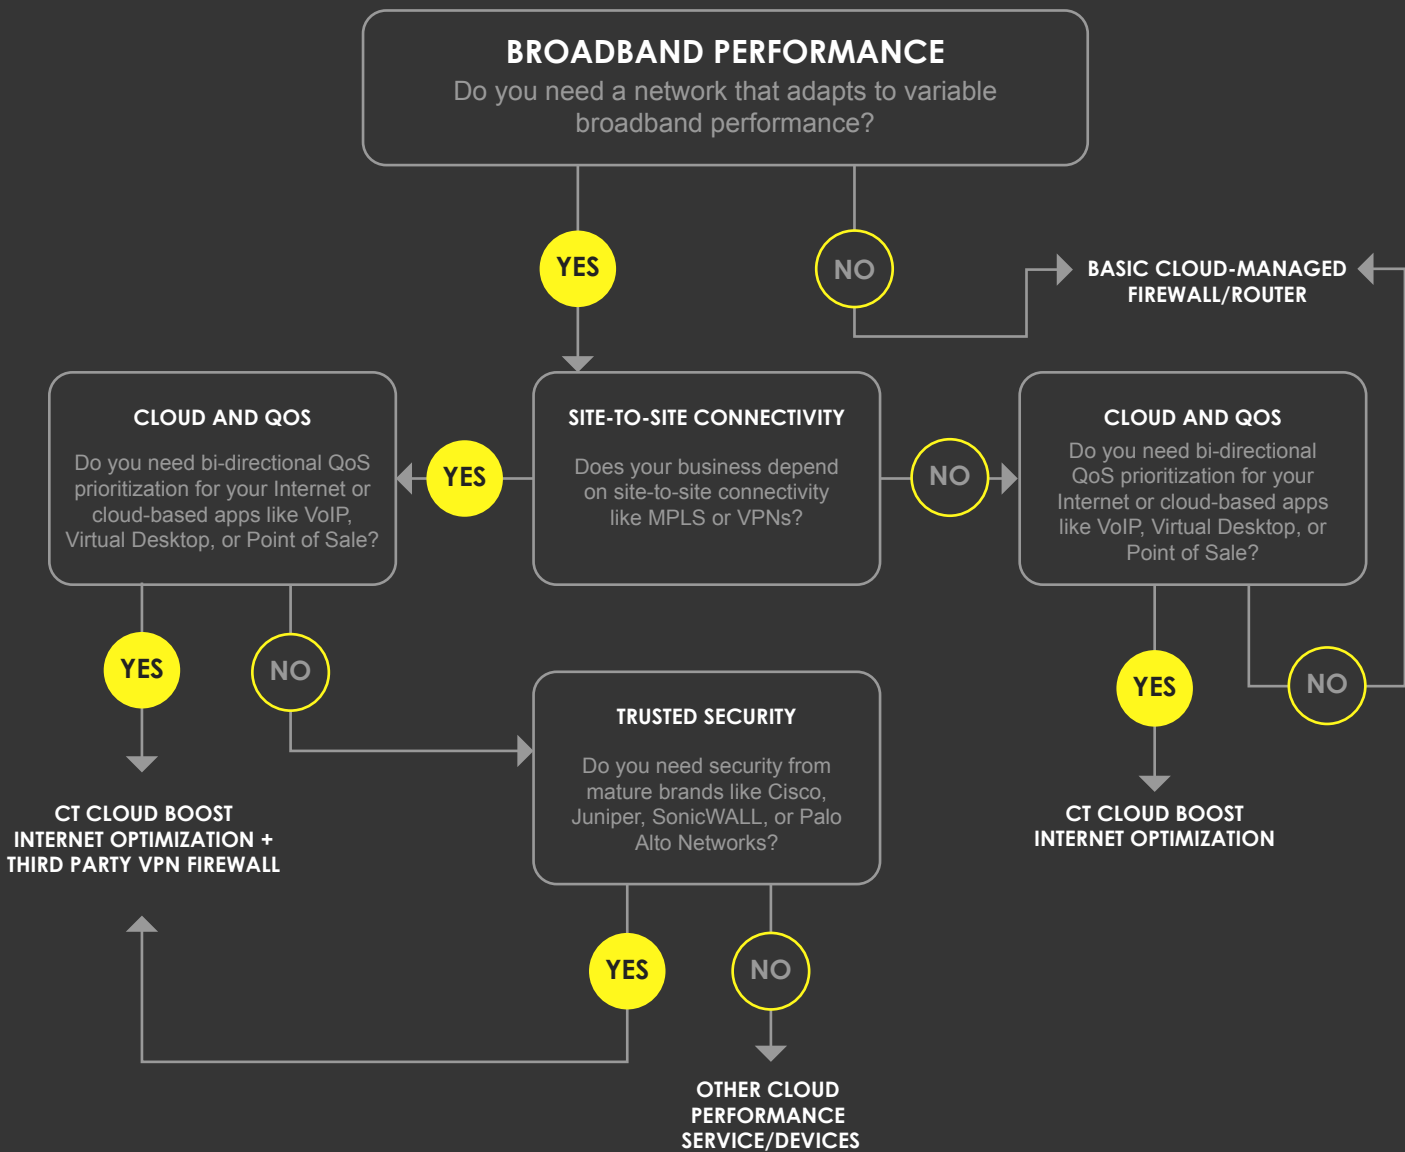 BROADBAND PERFORMANCE
Do you need a network that adapts to variable
broadband performance?
YES
NO
BASIC CLOUD-MANAGED
FIREWALL/ROUTER
CLOUD AND QOS
Do you need bi-directional QoS
prioritization for your Internet or
cloud-based apps like VoIP,
Virtual Desktop, or Point of Sale?
YES
SITE-TO-SITE CONNECTIVITY
Does your business depend
on site-to-site connectivity
like MPLS or VPNs?
NO
CLOUD AND QOS
Do you need bi-directional
QoS prioritization for your
Internet or cloud-based apps
like VoIP, Virtual Desktop, or
Point of Sale?
YES
NO
YES
NO
TRUSTED SECURITY
Do you need security from
mature brands like Cisco,
Juniper, SonicWALL, or Palo
Alto Networks?
CT CLOUD BOOST
INTERNET OPTIMIZATION +
THIRD PARTY VPN FIREWALL
CT CLOUD BOOST
INTERNET OPTIMIZATION
YES
NO
OTHER CLOUD
PERFORMANCE
SERVICE/DEVICES